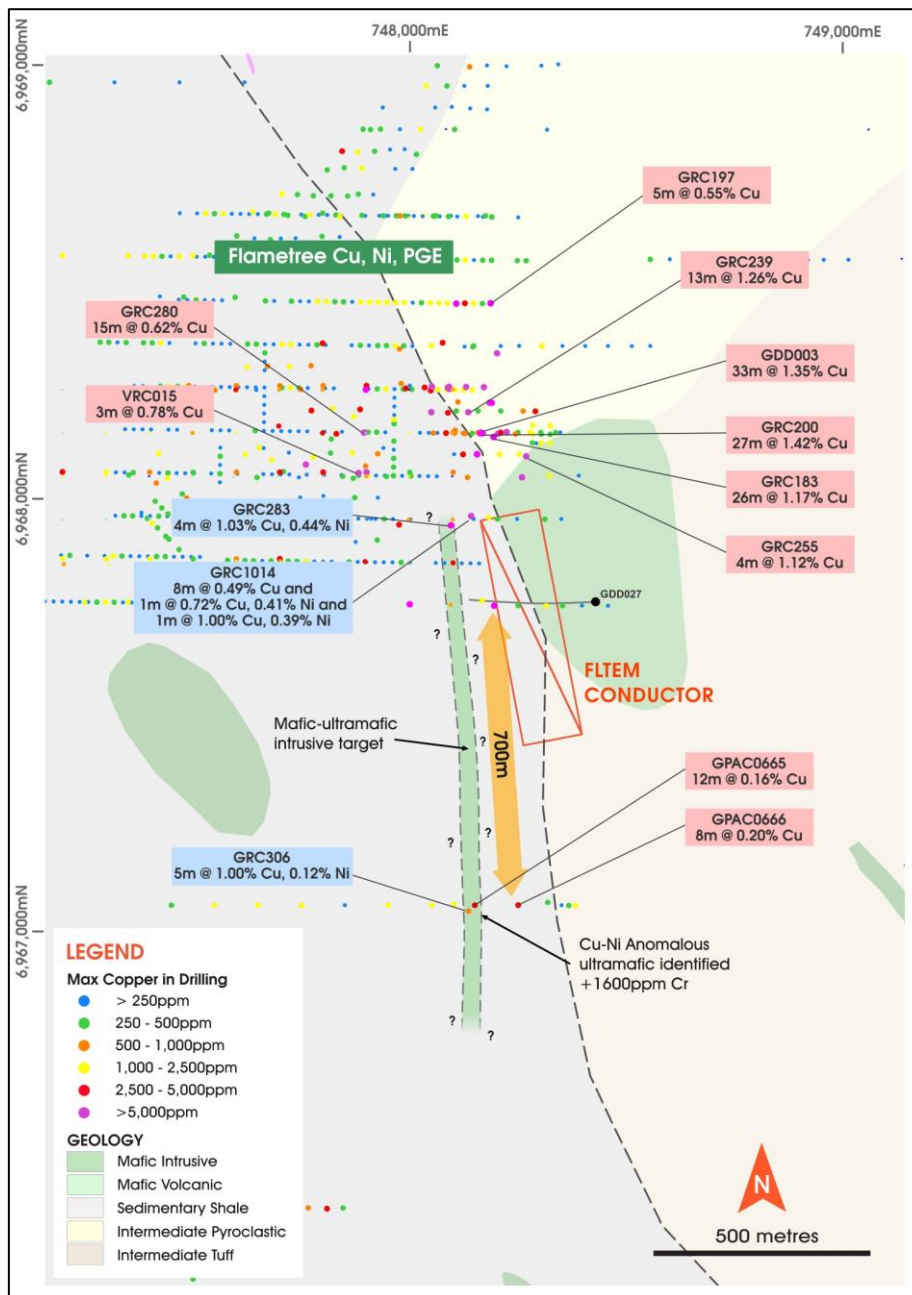 748,000mE
749,000mE
6,969,000mN
GRC197
5m @ 0.55% Cu
Flametree Cu, Ni, PGE
GRC239
13m @ 1.26% Cu
GRC280
15m @ 0.62% Cu
GDD003
33m @ 1.35% Cu
VRC015
3m @ 0.78% Cu
GRC200
27m @ 1.42% Cu
GRC183
26m @ 1.17% Cu
6,968,000mN
GRC283
4m @ 1.03% Cu, 0.44% Ni
?
GRC255
4m @ 1.12% Cu
GRC1014
8m @ 0.49% Cu and
1m @ 0.72% Cu, 0.41% Ni and
1m @ 1.00% Cu, 0.39% Ni
?
GDD027
?
?
FLTEM
CONDUCTOR
Mafic-ultramafic
intrusive target
?
700m
GPAC0665
12m @ 0.16% Cu
GPAC0666
8m @ 0.20% Cu
?
?
GRC306
5m @ 1.00% Cu, 0.12% Ni
6,967,000mN
Cu-Ni Anomalous
ultramafic identified
+1600ppm Cr
?
?
LEGEND
Max Copper in Drilling
> 250ppm
250 - 500ppm
500 - 1,000ppm
1,000 - 2,500ppm
2,500 - 5,000ppm
>5,000ppm
GEOLOGY
Mafic Intrusive
Mafic Volcanic
Sedimentary Shale
Intermediate Pyroclastic
Intermediate Tuff
N
500 metres